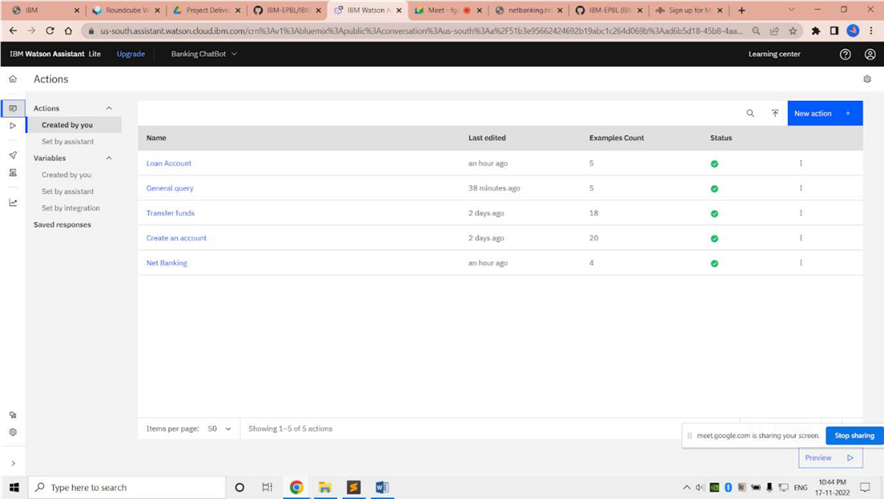 IBM
Roundcube W
Project Deliver
IBM-EPBL/IBM
IBM Watson A
Meet - fg
netbanking.ht
IBM-EPBL (IB
Sign up for M
IBM Watson Assistant Lite Upgrade Banking ChatBot Learning center
Actions
Actions
Created by you
Set by assistant
Variables
Created by you
Set by assistant
Set by integration
Saved responses
New action +
Name Last edited Examples Count Status
Loan Account an hour ago 5
General query 38 minutes ago 5
Transfer funds 2 days ago 18
Create an account 2 days ago 20
Net Banking an hour ago 4
Items per page: 50 Showing 1–5 of 5 actions
meet.google.com is sharing your screen. Stop sharing
Preview
Type here to search
ENG
10:44 PM
17-11-2022